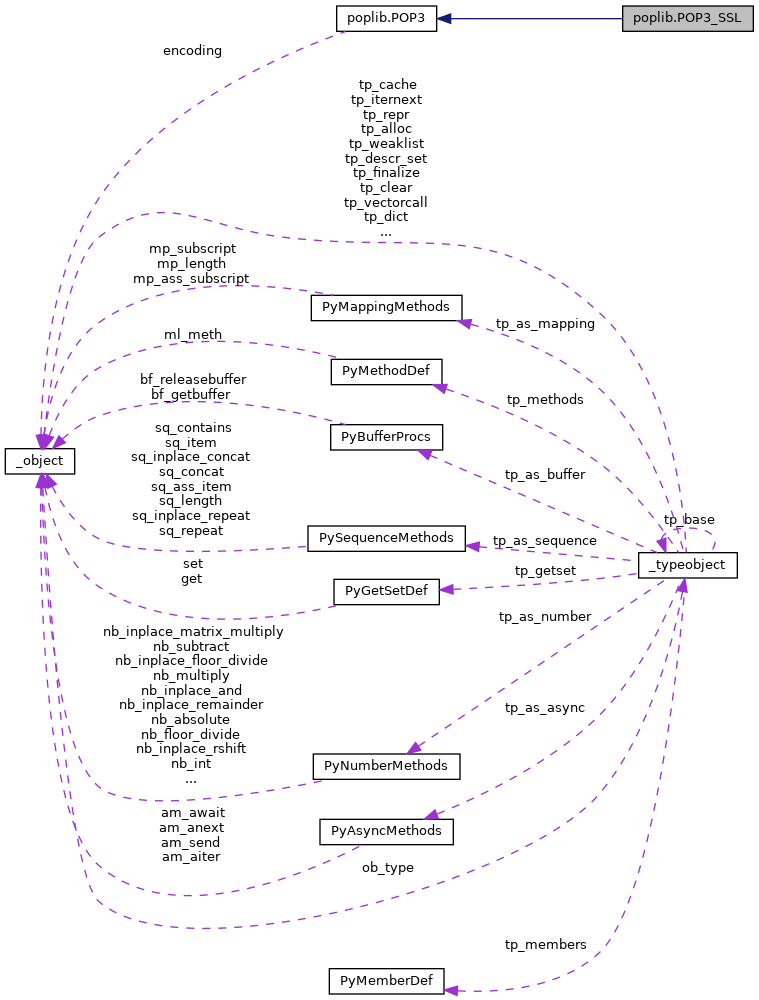 poplib.POP3
poplib.POP3_SSL
encoding
tp_cache
tp_iternext
tp_repr
tp_alloc
tp_weaklist
tp_descr_set
tp_finalize
tp_clear
tp_vectorcall
tp_dict
...
mp_subscript
mp_length
mp_ass_subscript
PyMappingMethods
tp_as_mapping
ml_meth
PyMethodDef
tp_methods
bf_releasebuffer
bf_getbuffer
PyBufferProcs
_object
tp_as_buffer
sq_contains
sq_item
sq_inplace_concat
sq_concat
sq_ass_item
sq_length
sq_inplace_repeat
sq_repeat
PySequenceMethods
tp_as_sequence
tp_base
_typeobject
set
get
PyGetSetDef
tp_getset
tp_as_number
nb_inplace_matrix_multiply
nb_subtract
nb_inplace_floor_divide
nb_multiply
nb_inplace_and
nb_inplace_remainder
nb_absolute
nb_floor_divide
nb_inplace_rshift
nb_int
...
PyNumberMethods
tp_as_async
am_await
am_anext
am_send
am_aiter
PyAsyncMethods
ob_type
tp_members
PyMemberDef